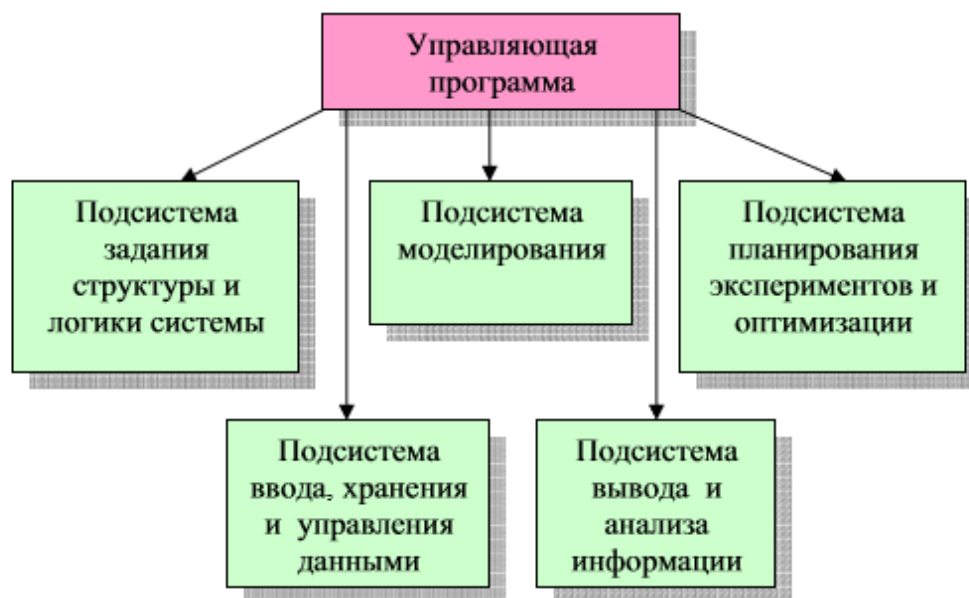 Управляющая
программа
Подсистема
задания
структуры и
логики системы
Подсистема
моделирования
Подсистема
планирования
экспериментов и
оптимизации
Подсистема
ввода, хранения
и управления
данными
Подсистема
вывода и
анализа
информации